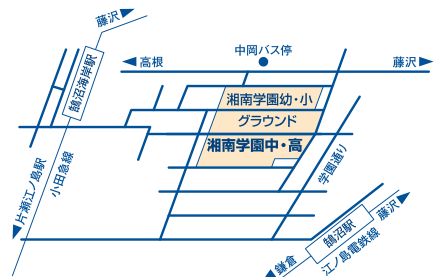 藤沢
中岡バス停
高根
藤沢
鵠沼海岸駅
湘南学園幼・小
グラウンド
湘南学園中・高
学園通り
片瀬江ノ島駅
小田急線
藤沢
鵠沼駅
江ノ島電鉄線
鎌倉